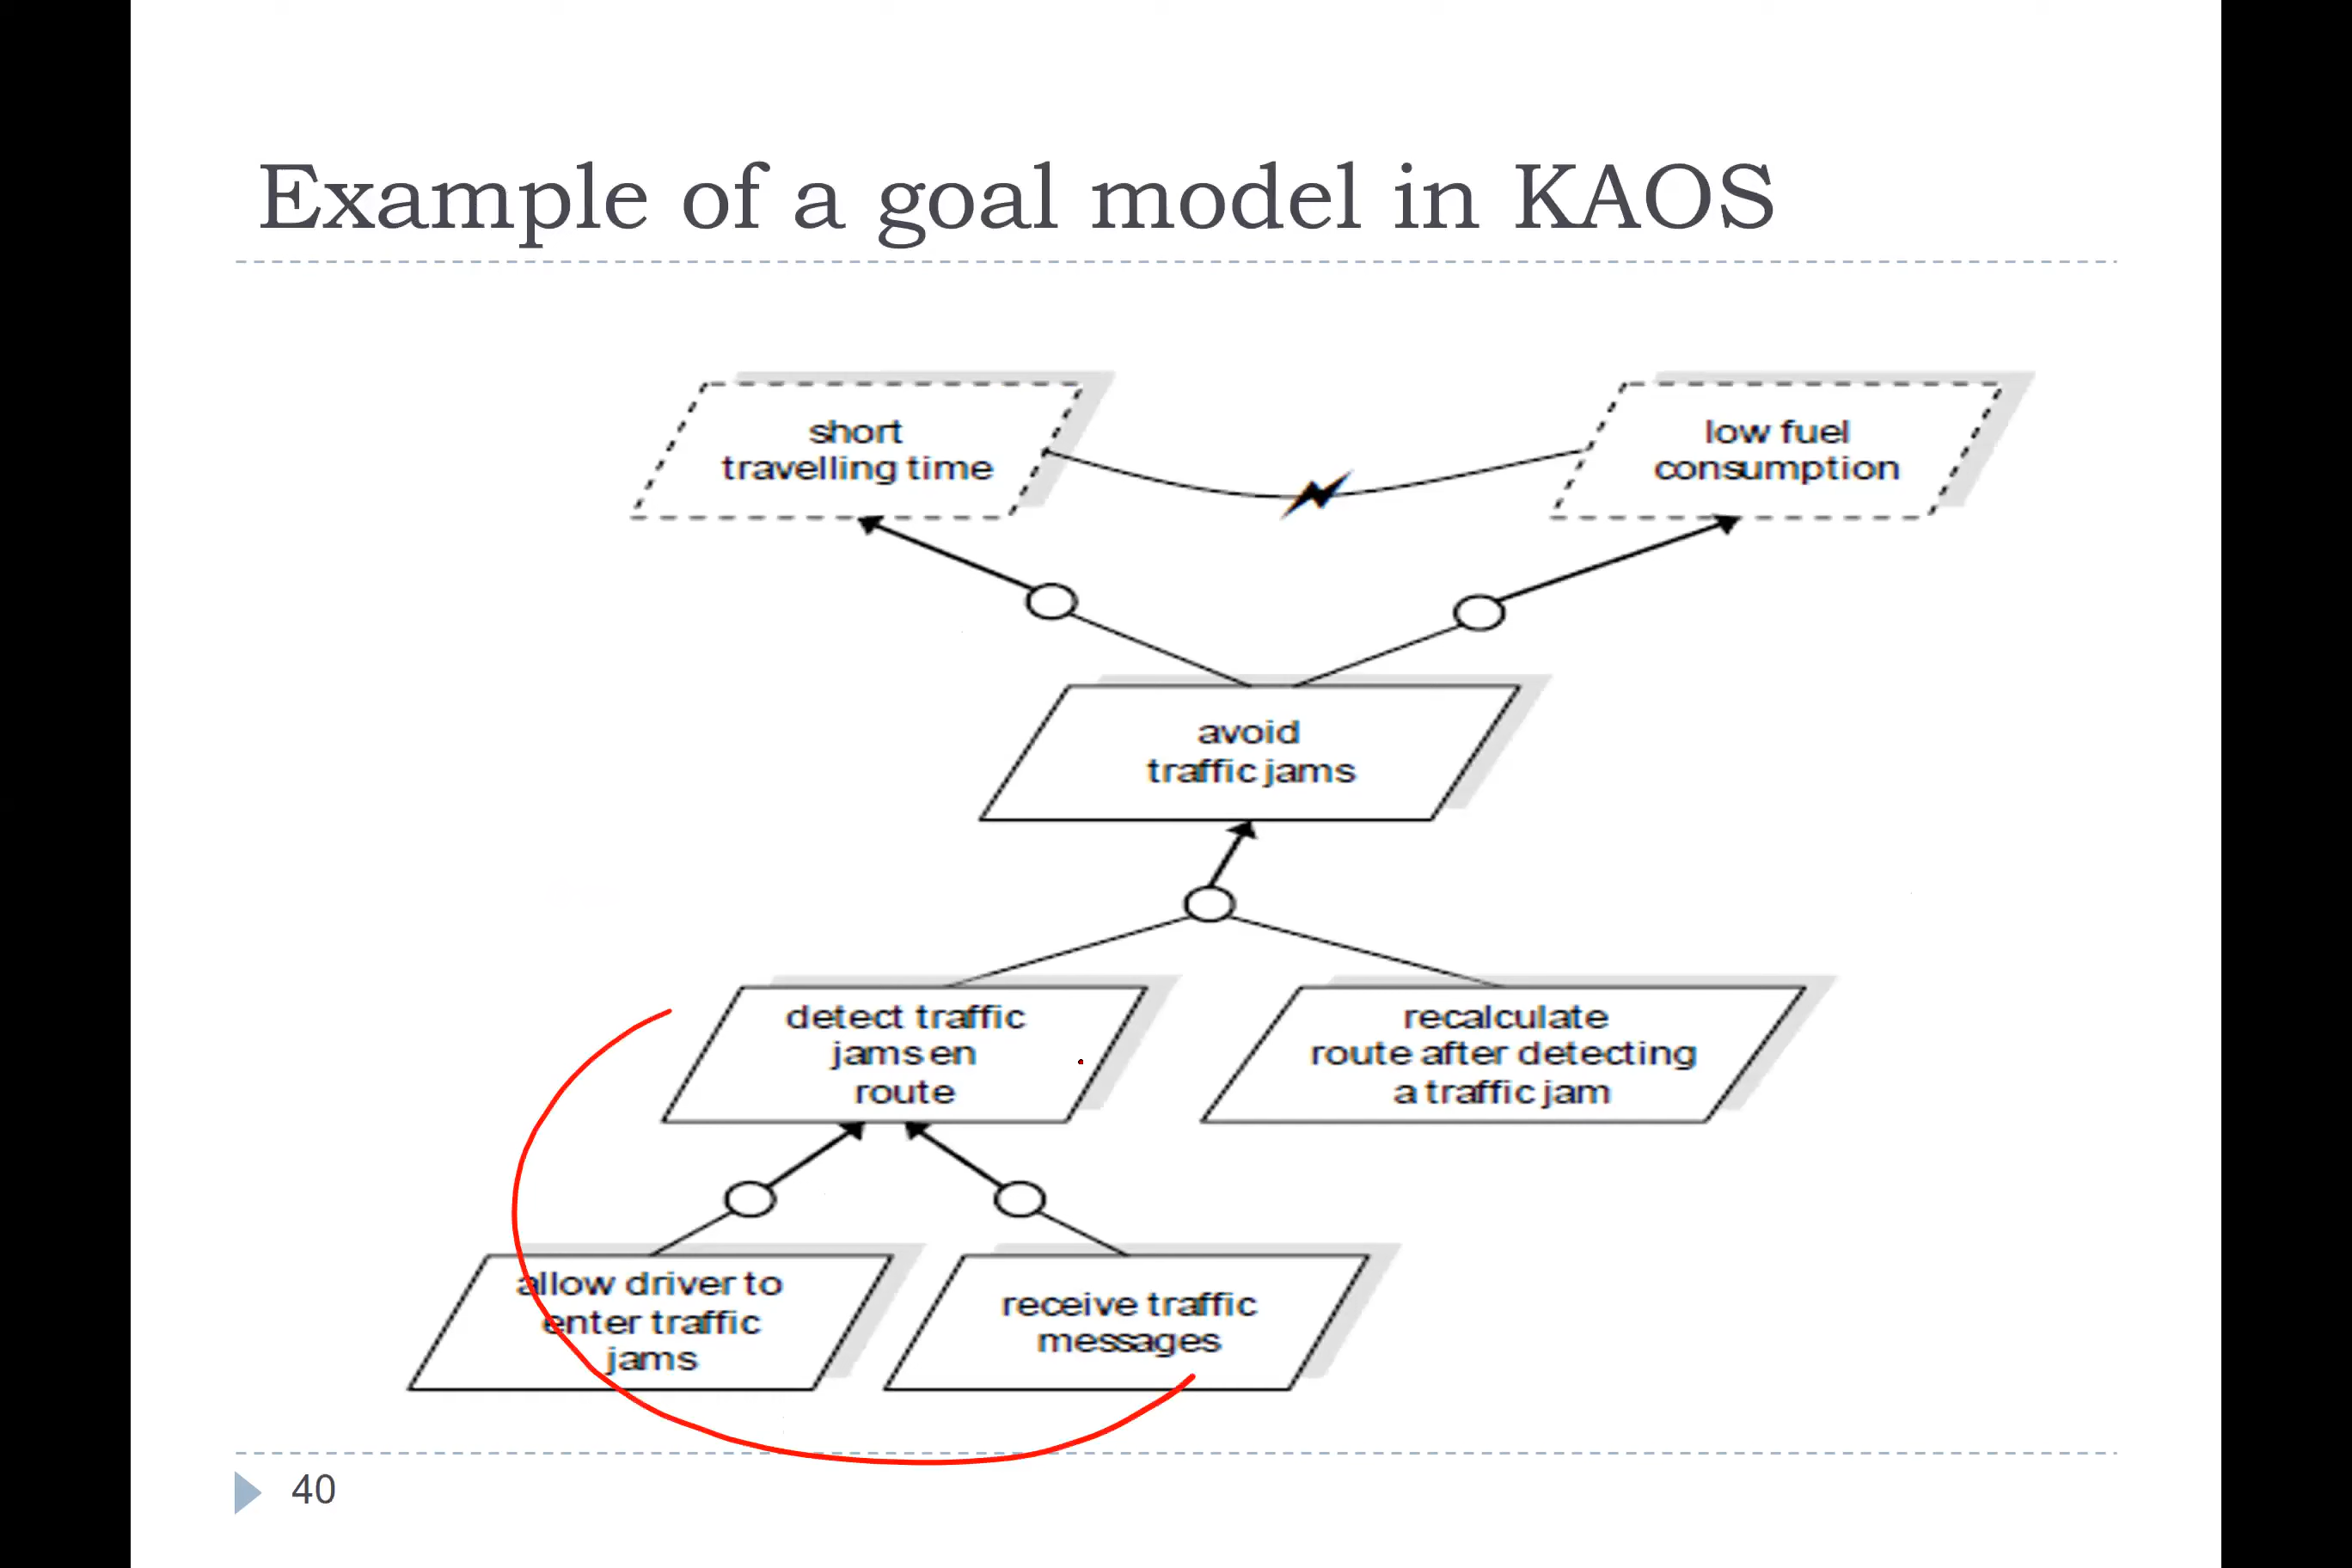 Example of a goal model in KAOS
short
travelling time
low fuel
consumption
avoid
traffic jams
detect traffic
jams en
route
recalculate
route after detecting
a traffic jam
allow driver to
enter traffic
jams
receive traffic
messages
40